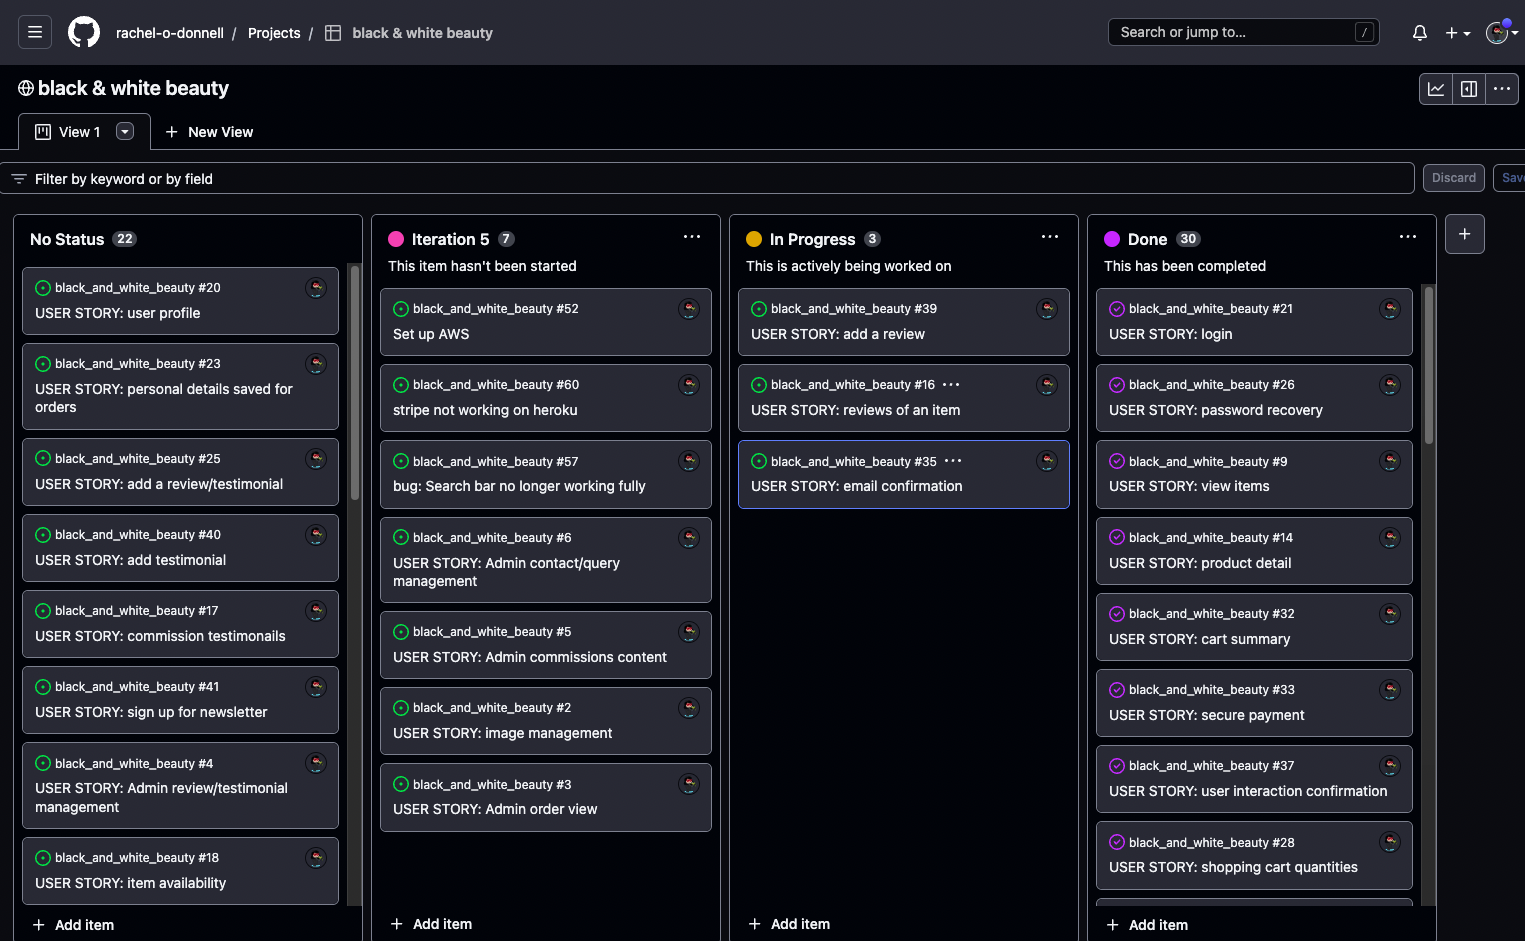 rachel-o-donnell / Projects / black & white beauty
Search or jump to... /
black & white beauty
View 1
New View
Filter by keyword or by field
Discard
No Status 22
black_and_white_beauty #20
USER STORY: user profile
black_and_white_beauty #23
USER STORY: personal details saved for
orders
black_and_white_beauty #25
USER STORY: add a review/testimonial
black_and_white_beauty #40
USER STORY: add testimonial
black_and_white_beauty #17
USER STORY: commission testimonails
black_and_white_beauty #41
USER STORY: sign up for newsletter
black_and_white_beauty #4
USER STORY: Admin review/testimonial
management
black_and_white_beauty #18
USER STORY: item availability
Add item
Iteration 5 7
This item hasn't been started
black_and_white_beauty #52
Set up AWS
black_and_white_beauty #60
stripe not working on heroku
black_and_white_beauty #57
bug: Search bar no longer working fully
black_and_white_beauty #6
USER STORY: Admin contact/query
management
black_and_white_beauty #5
USER STORY: Admin commissions content
black_and_white_beauty #2
USER STORY: image management
black_and_white_beauty #3
USER STORY: Admin order view
Add item
In Progress 3
This is actively being worked on
black_and_white_beauty #39
USER STORY: add a review
black_and_white_beauty #16
USER STORY: reviews of an item
black_and_white_beauty #35
USER STORY: email confirmation
Add item
Done 30
This has been completed
black_and_white_beauty #21
USER STORY: login
black_and_white_beauty #26
USER STORY: password recovery
black_and_white_beauty #9
USER STORY: view items
black_and_white_beauty #14
USER STORY: product detail
black_and_white_beauty #32
USER STORY: cart summary
black_and_white_beauty #33
USER STORY: secure payment
black_and_white_beauty #37
USER STORY: user interaction confirmation
black_and_white_beauty #28
USER STORY: shopping cart quantities
Add item